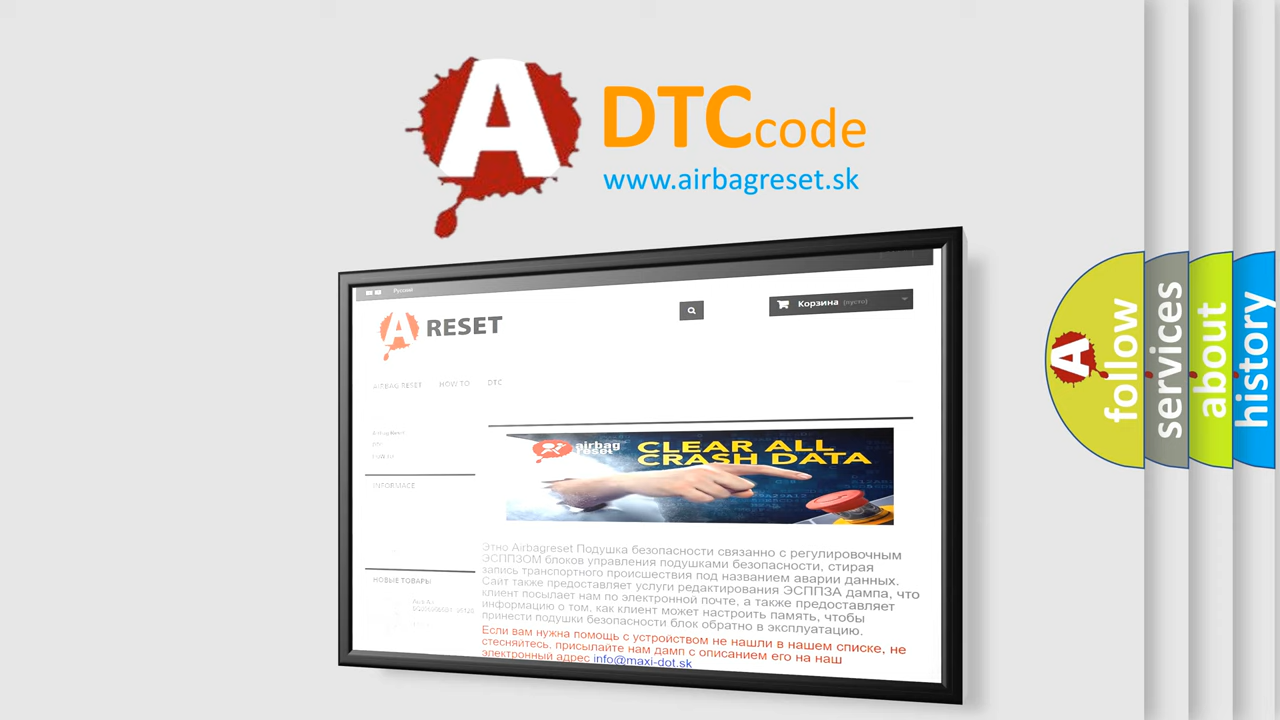 A DTC code
www.airbagreset.sk
Русский
Корзина (пусто)
A RESET
AIRBAG RESET HOW TO DTC
airbag reset
CLEAR ALL
CRASH DATA
INFORMACE
Этно Airbagreset Подушка безопасности связанно с регулировочным
ЭСППЗОМ блоков управления подушками безопасности, стирая
запись транспортного происшествия под названием аварии данных.
Сайт также предоставляет услуги редактирования ЭСППЗА дампа, что
клиент посылает нам по электронной почте, а также предоставляет
информацию о том, как клиент может настроить память, чтобы
принести подушки безопасности блок обратно в эксплуатацию.
Если вам нужна помощь с устройством не нашли в нашем списке, не
стесняйтесь, присылайте нам дамп с описанием его на наш
электронный адрес info@maxi-dot.sk
НОВЫЕ ТОВАРЫ
A follow
services
about
history